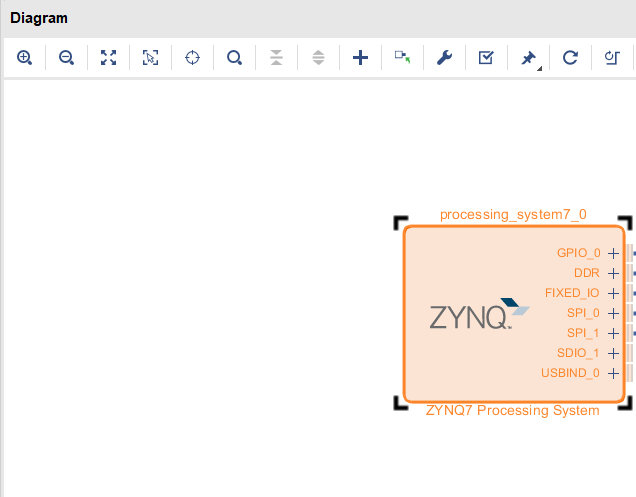 Diagram
processing_system7_0
GPIO_0
DDR
FIXED_IO
SPI_0
ZYNQ
SPI_1
SDIO_1
USBIND_0
ZYNQ7 Processing System